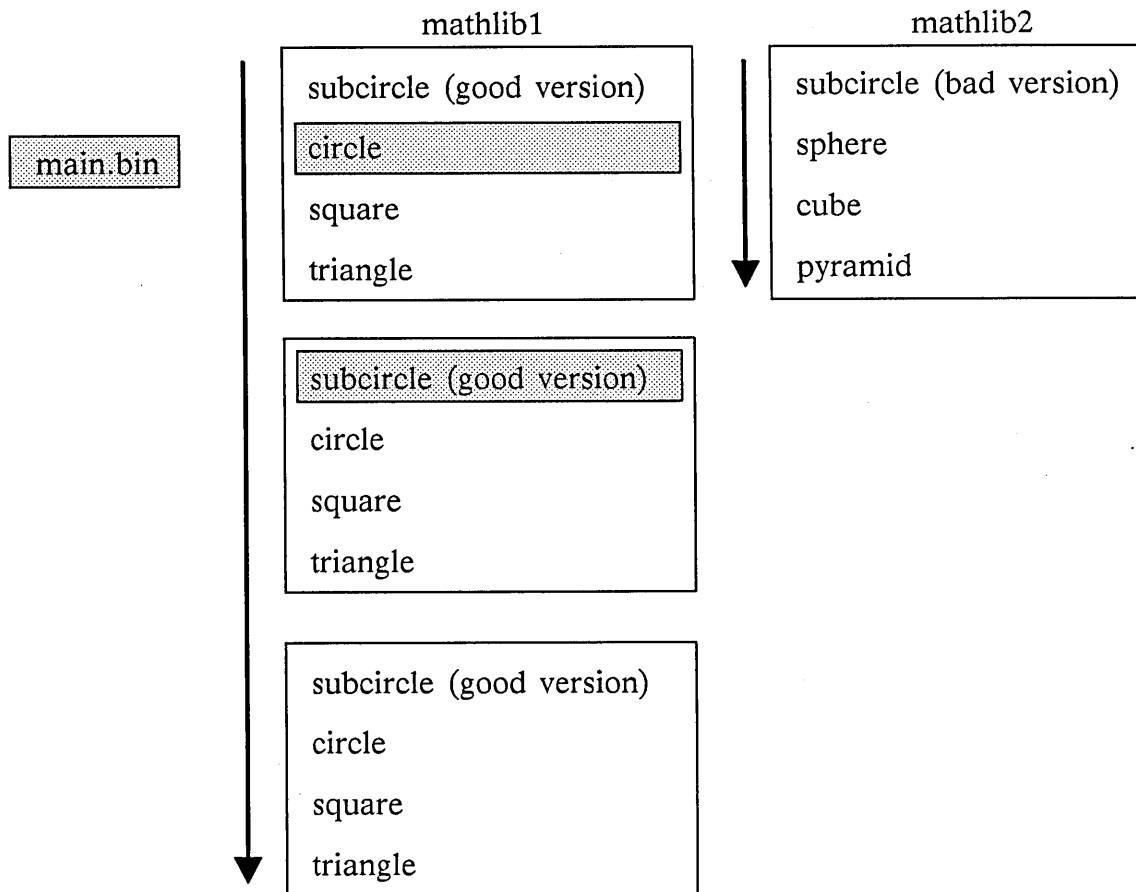 mathlib1
mathlib2
main.bin
subcircle (good version)
circle
square
triangle
subcircle (bad version)
sphere
cube
pyramid
subcircle (good version)
circle
square
triangle
subcircle (good version)
circle
square
triangle